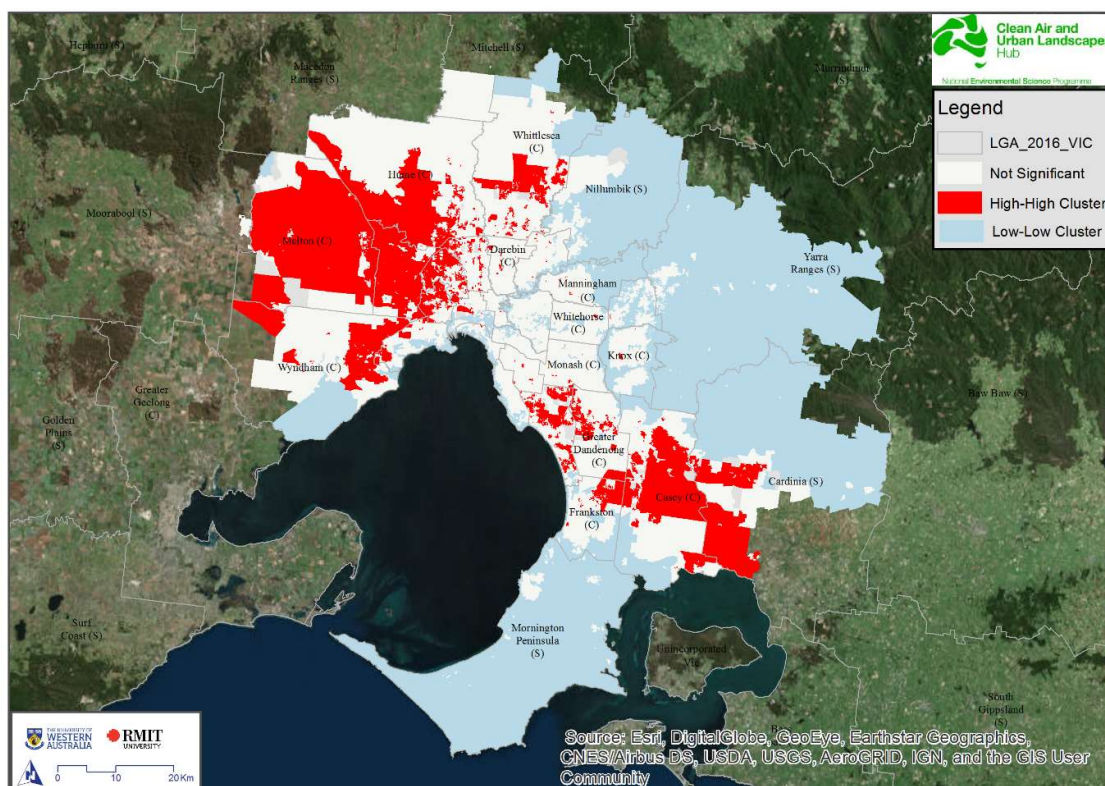 Hepburn (S)
Macedon
Ranges (S)
Mitchell (S)
Murrindindi
(S)
Clean Air and
Urban Landscape
Hub
National Environmental Science Programme
Legend
LGA_2016_VIC
Not Significant
High-High Cluster
Low-Low Cluster
Whittlesea
(C)
Hume (C)
Nillumbik (S)
Moorabool (S)
Melton (C)
Darebin
(C)
Yarra
Ranges (S)
Manningham
(C)
Whitehorse
(C)
Knox (C)
Monash (C)
Wyndham (C)
Greater
Geelong
(C)
Golden
Plains
(S)
Baw Baw (S)
Greater
Dandenong
(C)
Cardinia (S)
Casey (C)
Frankston
(C)
Surf
Coast (S)
Mornington
Peninsula
(S)
Unincorporated
Vic
South
Gippsland
(S)
THE UNIVERSITY OF
WESTERN
AUSTRALIA
RMIT
UNIVERSITY
N
0 5 10 20 Km
Source: Esri, DigitalGlobe, GeoEye, Earthstar Geographics,
CNES/Airbus DS, USDA, USGS, AeroGRID, IGN, and the GIS User
Community